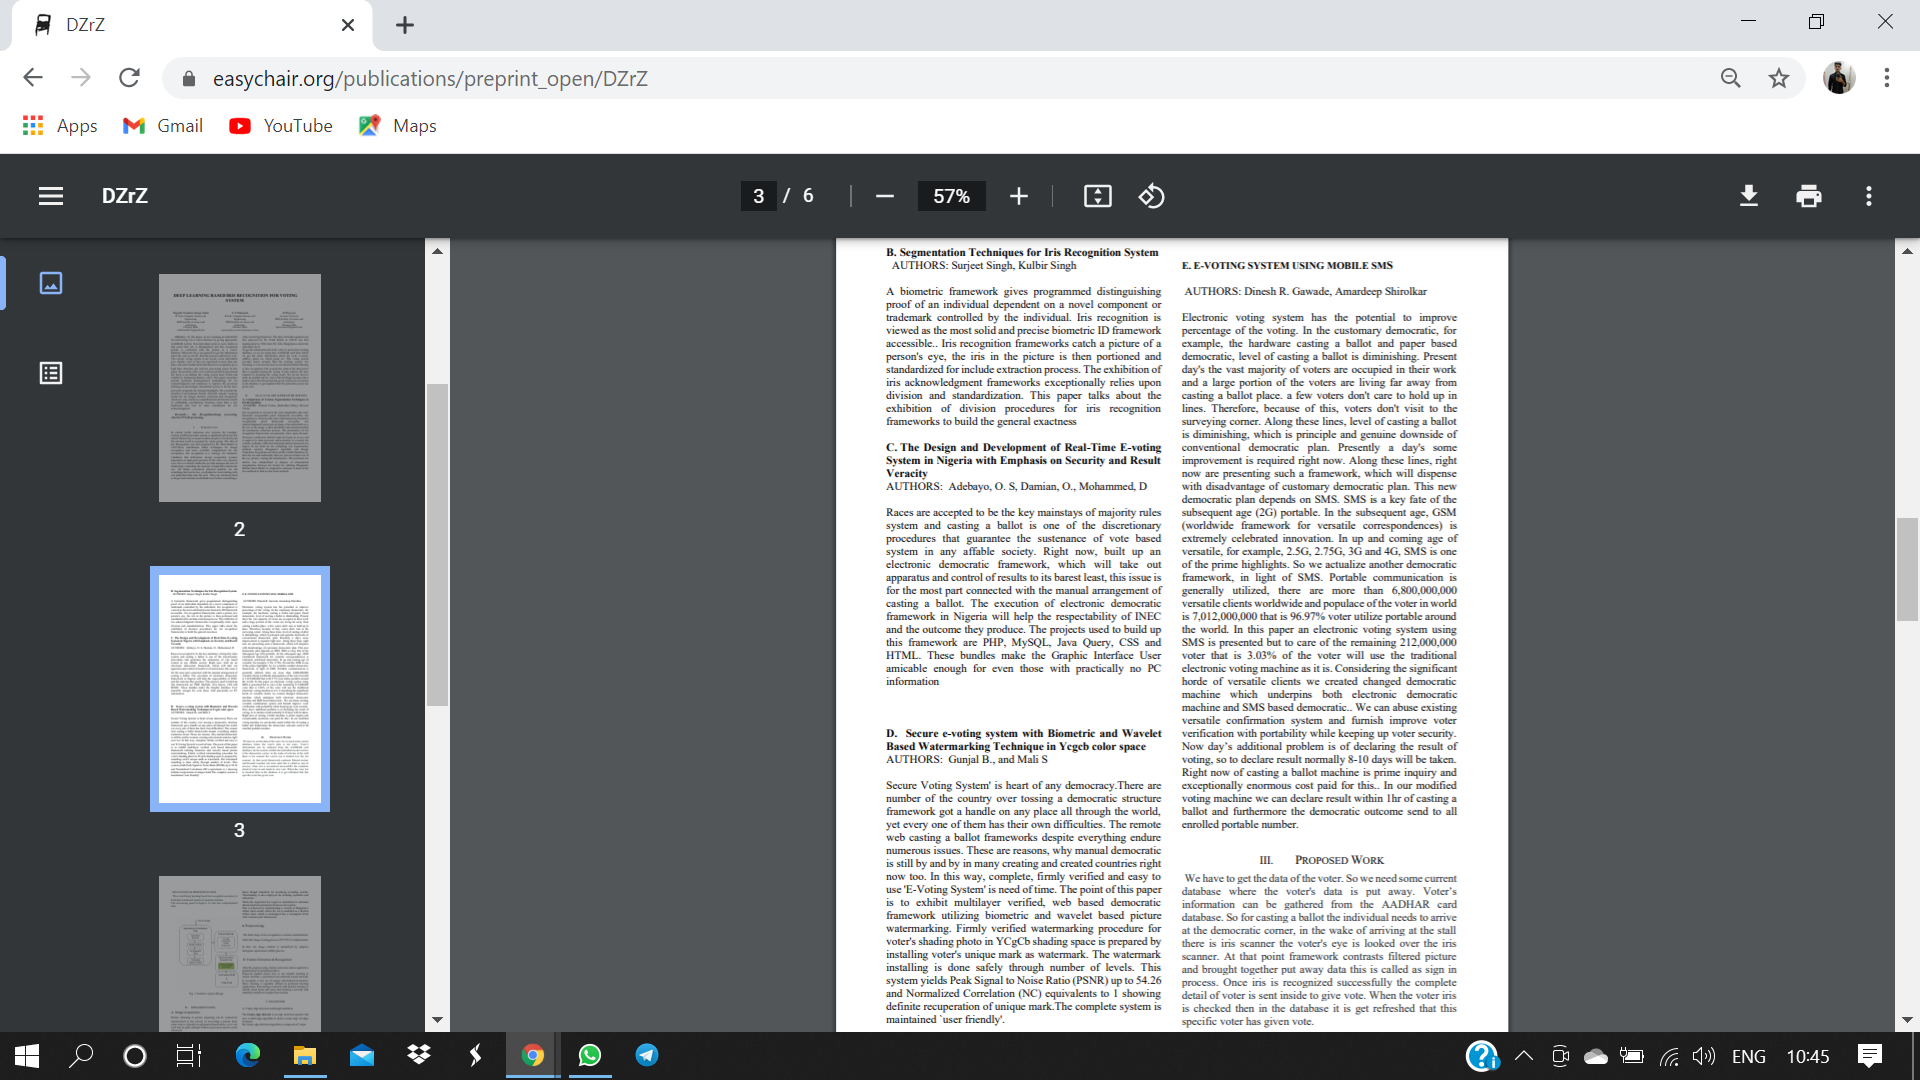 DZrZ
easychair.org/publications/preprint_open/DZrZ
Apps
Gmail
YouTube
Maps
DZrZ
3 / 6
57%
DEEP LEARNING BASED IRIS RECOGNITION FOR VOTING
SYSTEM
2
3
B. Segmentation Techniques for Iris Recognition System
AUTHORS: Surjeet Singh, Kulbir Singh
A biometric framework gives programmed distinguishing
proof of an individual dependent on a novel component or
trademark controlled by the individual. Iris recognition is
viewed as the most solid and precise biometric ID framework
accessible.. Iris recognition frameworks catch a picture of a
person's eye, the iris in the picture is then portioned and
standardized for include extraction process. The exhibition of
iris acknowledgment frameworks exceptionally relies upon
division and standardization. This paper talks about the
exhibition of division procedures for iris recognition
frameworks to build the general exactness
C. The Design and Development of Real-Time E-voting
System in Nigeria with Emphasis on Security and Result
Veracity
AUTHORS: Adebayo, O. S, Damian, O., Mohammed, D
Races are accepted to be the key mainstays of majority rules
system and casting a ballot is one of the discretionary
procedures that guarantee the sustenance of vote based
system in any affable society. Right now, built up an
electronic democratic framework, which will take out
apparatus and control of results to its barest least, this issue is
for the most part connected with the manual arrangement of
casting a ballot. The execution of electronic democratic
framework in Nigeria will help the respectability of INEC
and the outcome they produce. The projects used to build up
this framework are PHP, MySQL, Java Query, CSS and
HTML. These bundles make the Graphic Interface User
amicable enough for even those with practically no PC
information
D. Secure e-voting system with Biometric and Wavelet
Based Watermarking Technique in Ycgcb color space
AUTHORS: Gunjal B., and Mali S
Secure Voting System' is heart of any democracy.There are
number of the country over tossing a democratic structure
framework got a handle on any place all through the world,
yet every one of them has their own difficulties. The remote
web casting a ballot frameworks despite everything endure
numerous issues. These are reasons, why manual democratic
is still by and by in many creating and created countries right
now too. In this way, complete, firmly verified and easy to
use 'E-Voting System' is need of time. The point of this paper
is to exhibit multilayer verified, web based democratic
framework utilizing biometric and wavelet based picture
watermarking. Firmly verified watermarking procedure for
voter's shading photo in YCgCb shading space is prepared by
installing voter's unique mark as watermark. The watermark
installing is done safely through number of levels. This
system yields Peak Signal to Noise Ratio (PSNR) up to 54.26
and Normalized Correlation (NC) equivalents to 1 showing
definite recuperation of unique mark.The complete system is
maintained `user friendly'.
E. E-VOTING SYSTEM USING MOBILE SMS
AUTHORS: Dinesh R. Gawade, Amardeep Shirolkar
Electronic voting system has the potential to improve
percentage of the voting. In the customary democratic, for
example, the hardware casting a ballot and paper based
democratic, level of casting a ballot is diminishing. Present
day's the vast majority of voters are occupied in their work
and a large portion of the voters are living far away from
casting a ballot place. a few voters don't care to hold up in
lines. Therefore, because of this, voters don't visit to the
surveying corner. Along these lines, level of casting a ballot
is diminishing, which is principle and genuine downside of
conventional democratic plan. Presently a day's some
improvement is required right now. Along these lines, right
now are presenting such a framework, which will dispense
with disadvantage of customary democratic plan. This new
democratic plan depends on SMS. SMS is a key fate of the
subsequent age (2G) portable. In the subsequent age, GSM
(worldwide framework for versatile correspondences) is
extremely celebrated innovation. In up and coming age of
versatile, for example, 2.5G, 2.75G, 3G and 4G, SMS is one
of the prime highlights. So we actualize another democratic
framework, in light of SMS. Portable communication is
generally utilized, there are more than 6,800,000,000
versatile clients worldwide and populace of the voter in world
is 7,012,000,000 that is 96.97% voter utilize portable around
the world. In this paper an electronic voting system using
SMS is presented but to care of the remaining 212,000,000
voter that is 3.03% of the voter will use the traditional
electronic voting machine as it is. Considering the significant
horde of versatile clients we created changed democratic
machine which underpins both electronic democratic
machine and SMS based democratic.. We can abuse existing
versatile confirmation system and furnish improve voter
verification with portability while keeping up voter security.
Now day's additional problem is of declaring the result of
voting, so to declare result normally 8-10 days will be taken.
Right now of casting a ballot machine is prime inquiry and
exceptionally enormous cost paid for this.. In our modified
voting machine we can declare result within 1hr of casting a
ballot and furthermore the democratic outcome send to all
enrolled portable number.
III. PROPOSED WORK
We have to get the data of the voter. So we need some current
database where the voter's data is put away. Voter's
information can be gathered from the AADHAR card
database. So for casting a ballot the individual needs to arrive
at the democratic corner, in the wake of arriving at the stall
there is iris scanner the voter's eye is looked over the iris
scanner. At that point framework contrasts filtered picture
and brought together put away data this is called as sign in
process. Once iris is recognized successfully the complete
detail of voter is sent inside to give vote. When the voter iris
is checked then in the database it is get refreshed that this
specific voter has given vote.
ENG
10:45